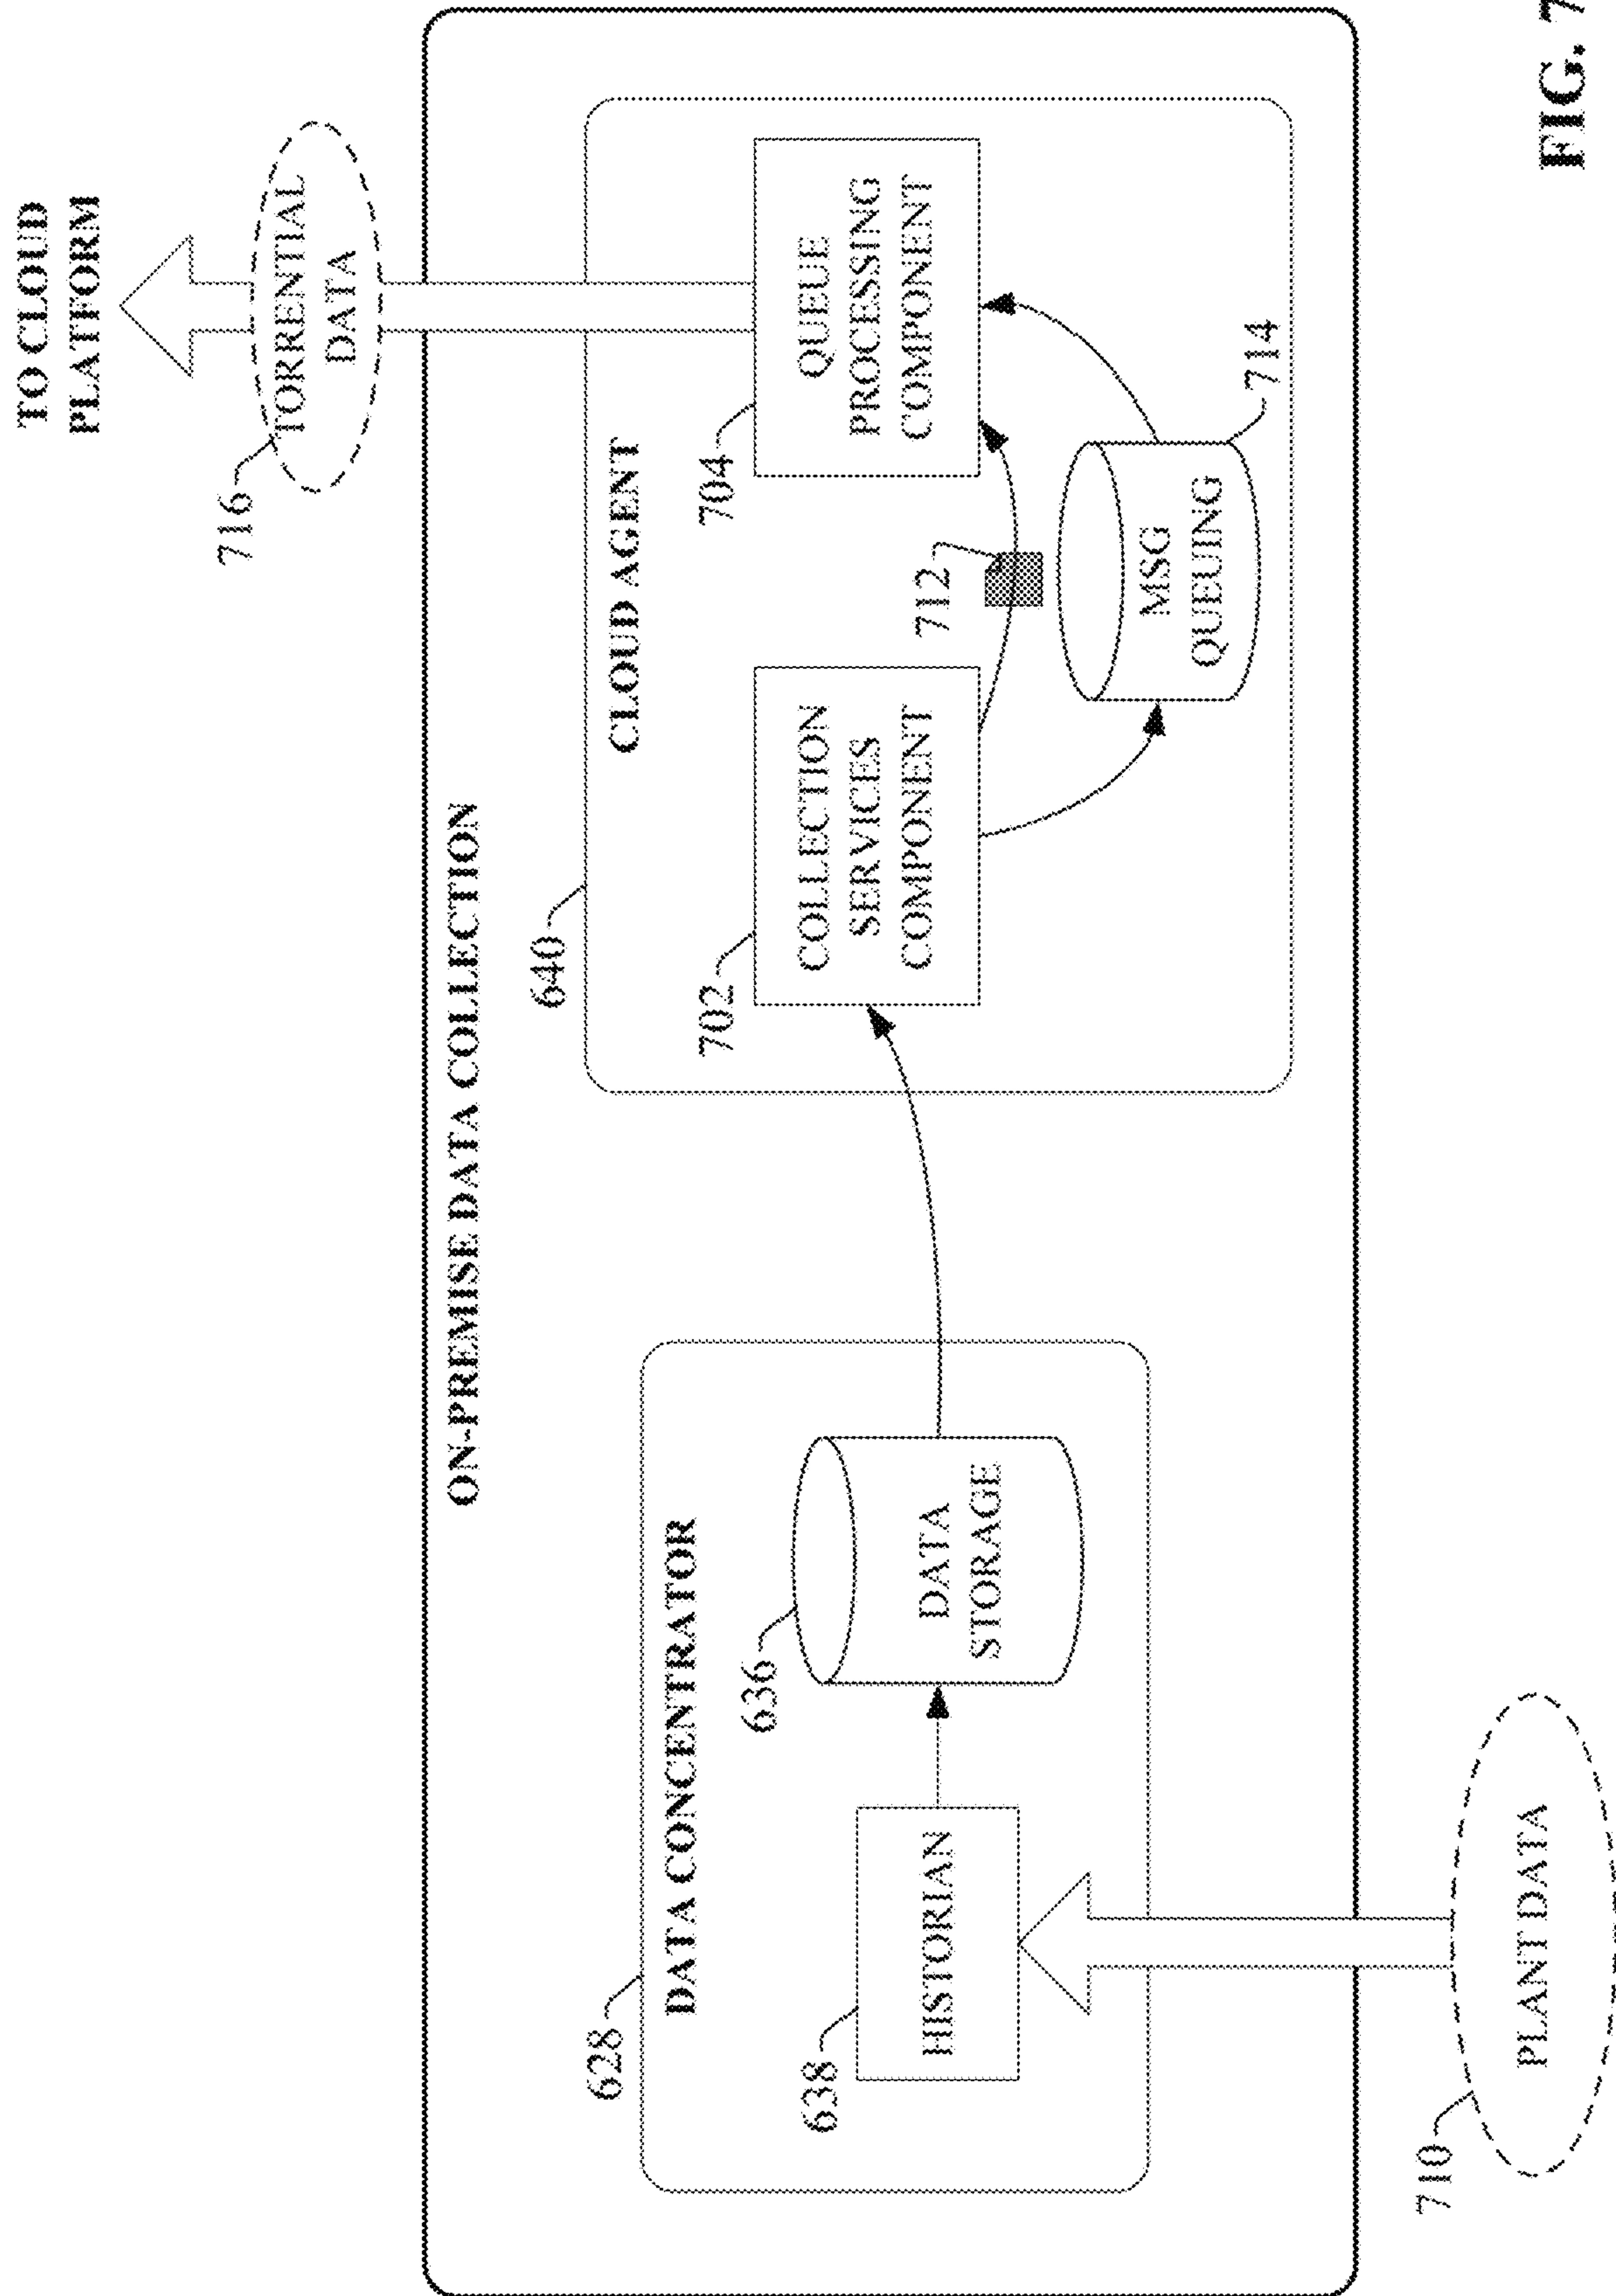 TO CLOUD
PLATFORM
716
TORRENTIAL
DATA
ON-PREMISE DATA COLLECTION
640
CLOUD AGENT
702
COLLECTION
SERVICES
COMPONENT
704
QUEUE
PROCESSING
COMPONENT
712
MSG
QUEUING
714
628
DATA CONCENTRATOR
638
HISTORIAN
636
DATA
STORAGE
710
PLANT DATA
FIG. 7